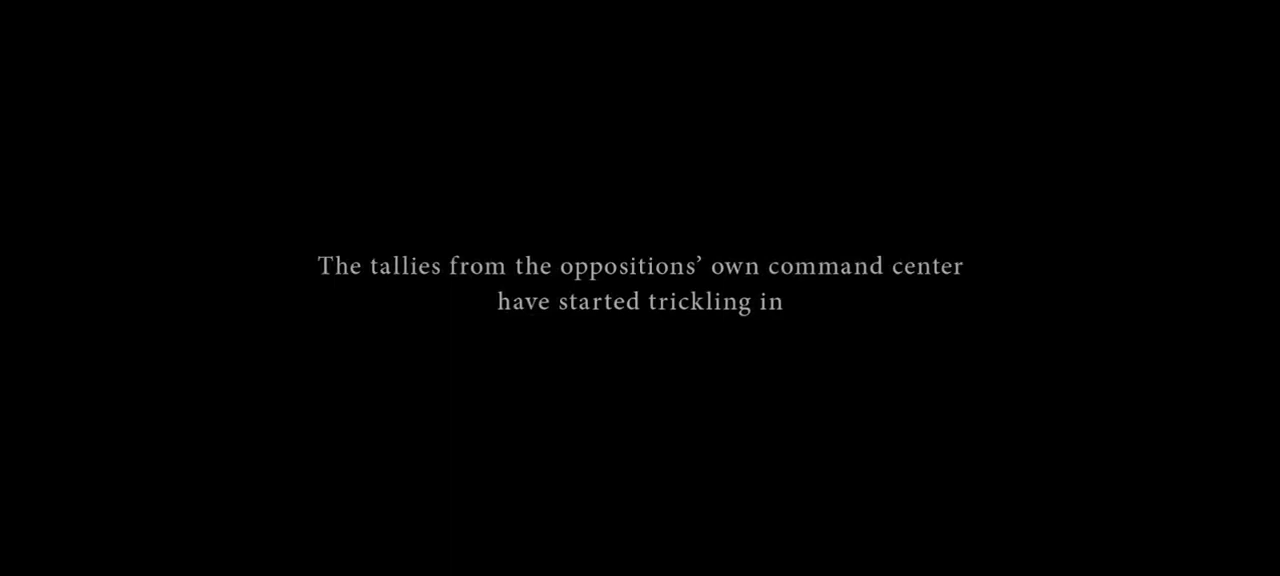 The tallies from the oppositions’ own command center
have started trickling in